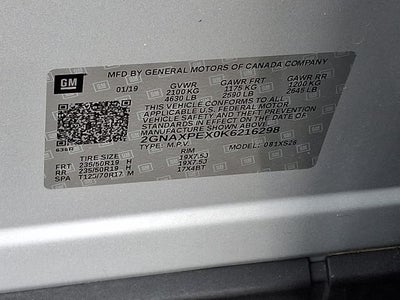 GM
MFD BY GENERAL MOTORS OF CANADA COMPANY
01/19 GVWR GAWR FRT GAWR RR
2100 KG 1175 KG 1200 KG
4630 LB 2590 LB 2645 LB
THIS VEHICLE CONFORMS TO ALL
APPLICABLE U.S. FEDERAL MOTOR
VEHICLE SAFETY AND THEFT PREVENTION
STANDARDS IN EFFECT ON THE DATE OF
MANUFACTURE SHOWN ABOVE.
2GNAXPEX0K6216298
TYPE: M.P.V. MODEL: 081XS26
TIRE SIZE RIM
FRT 235/50R19 H 19X7.5J
RR 235/50R19 H 19X7.5J
SPA T125/70R17 M 17X4BT